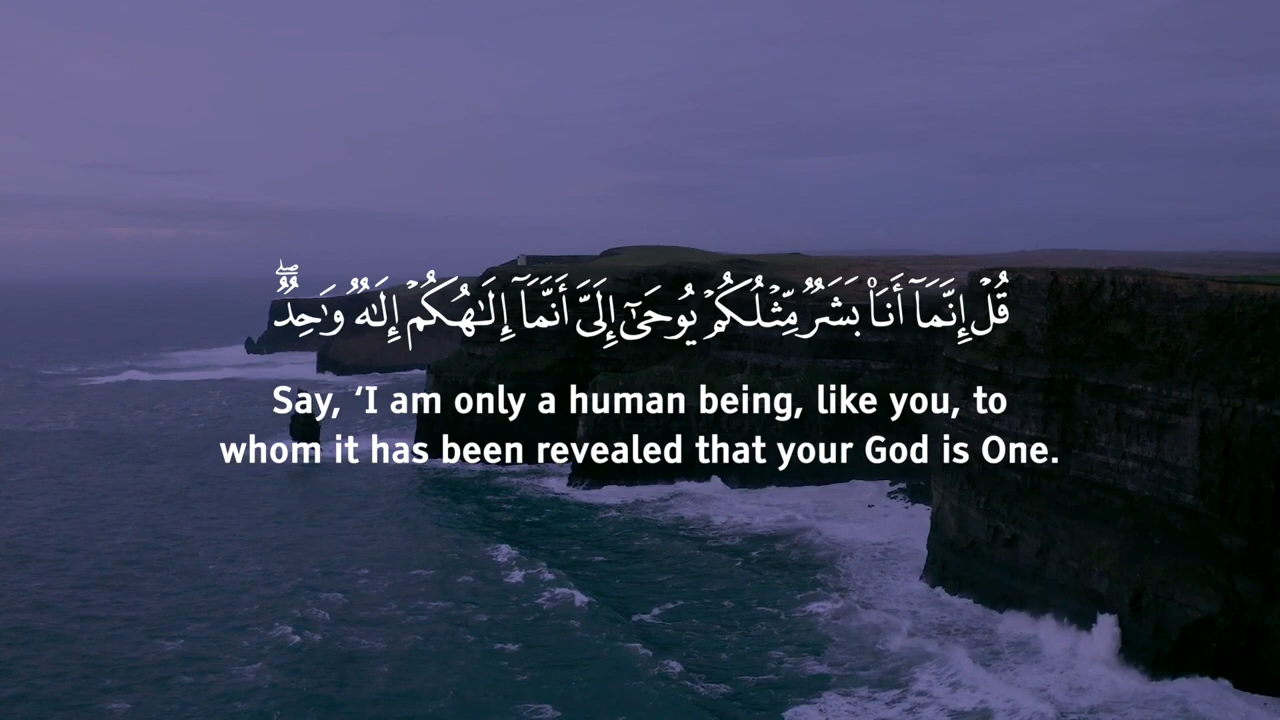 قُلْ إِنَّمَآ أَنَا۠ بَشَرٌ مِّثْلُكُمْ يُوحَىٰٓ إِلَىَّ أَنَّمَآ إِلَـٰهُكُمْ إِلَـٰهٌ وَٰحِدٌ ۖ
Say, ‘I am only a human being, like you, to
whom it has been revealed that your God is One.